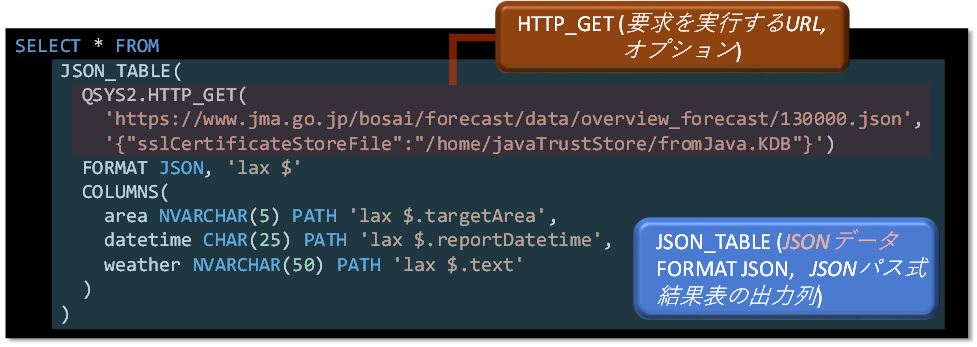 HTTP_GET (要求を実行するURL,
オプション)
SELECT * FROM
JSON_TABLE(
QSYS2.HTTP_GET(
'https://www.jma.go.jp/bosai/forecast/data/overview_forecast/130000.json',
'{"sslCertificateStoreFile":"/home/javaTrustStore/fromJava.KDB"}')
FORMAT JSON, 'lax $'
COLUMNS(
area NVARCHAR(5) PATH 'lax $.targetArea',
datetime CHAR(25) PATH 'lax $.reportDatetime',
weather NVARCHAR(50) PATH 'lax $.text'
)
)
JSON_TABLE (JSON データ
FORMAT JSON, JSON パス式
結果表の出力列)